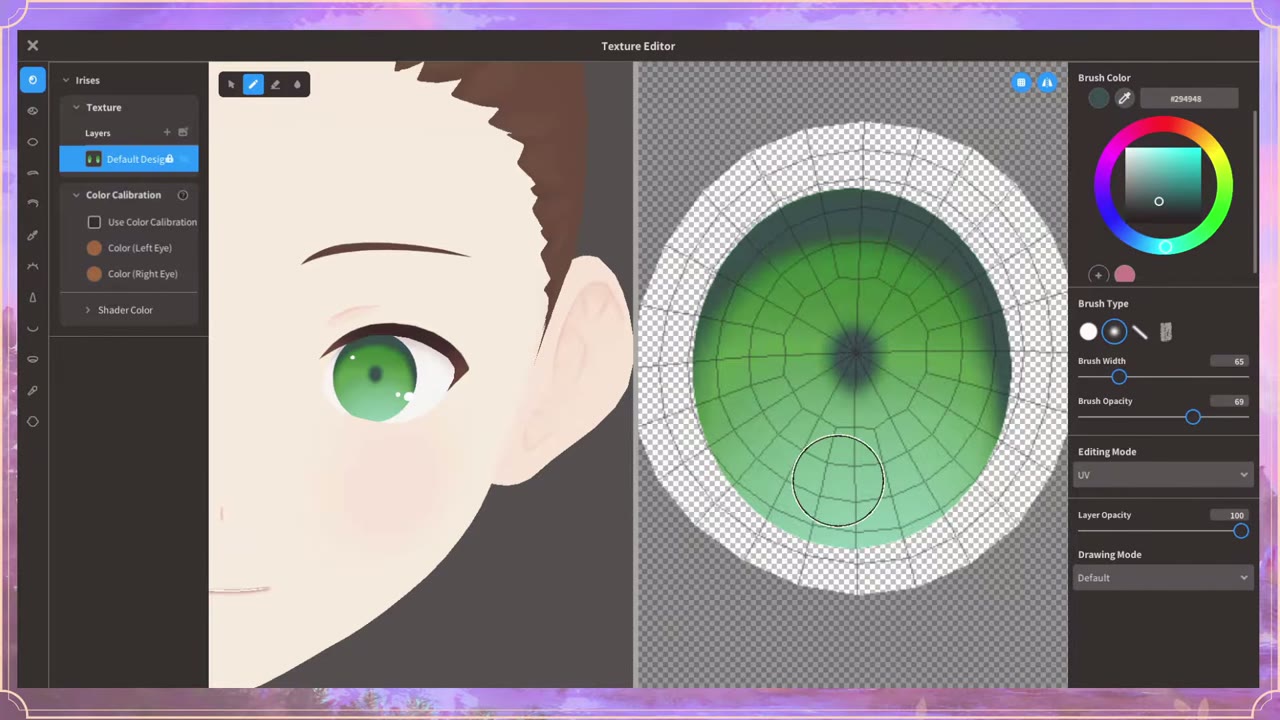 Texture Editor
Irises
Texture
Layers
Default Desig
Color Calibration
?
Use Color Calibration
Color (Left Eye)
Color (Right Eye)
Shader Color
Brush Color
#294948
Brush Type
Brush Width
65
Brush Opacity
69
Editing Mode
UV
Layer Opacity
100
Drawing Mode
Default